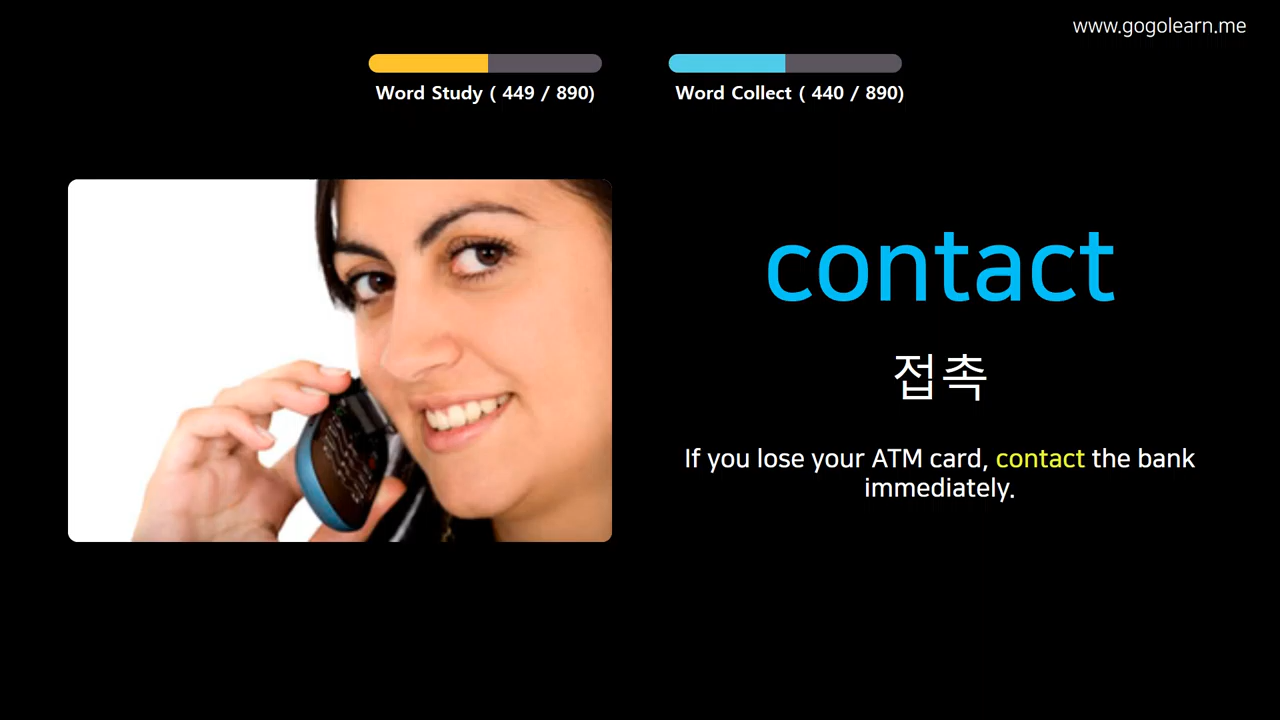 www.gogolearn.me
Word Study ( 449 / 890)
Word Collect ( 440 / 890)
contact
접촉
If you lose your ATM card, contact the bank
immediately.